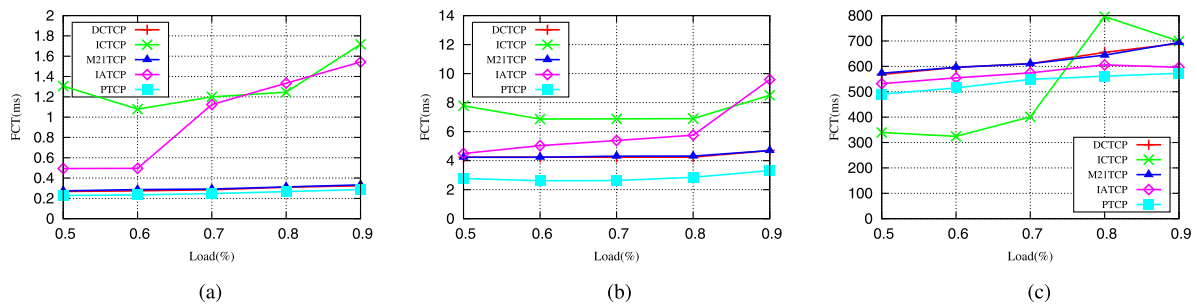 2
1.8
1.6
1.4
1.2
1
0.8
0.6
0.4
0.2
0
FCT(ms)
DCTCP
ICTCP
M21TCP
IATCP
PTCP
0.5 0.6 0.7 0.8 0.9
Load(%)
(a)
14
12
10
8
6
4
2
0
FCT(ms)
DCTCP
ICTCP
M21TCP
IATCP
PTCP
0.5 0.6 0.7 0.8 0.9
Load(%)
(b)
800
700
600
500
400
300
200
100
0
FCT(ms)
DCTCP
ICTCP
M21TCP
IATCP
PTCP
0.5 0.6 0.7 0.8 0.9
Load(%)
(c)